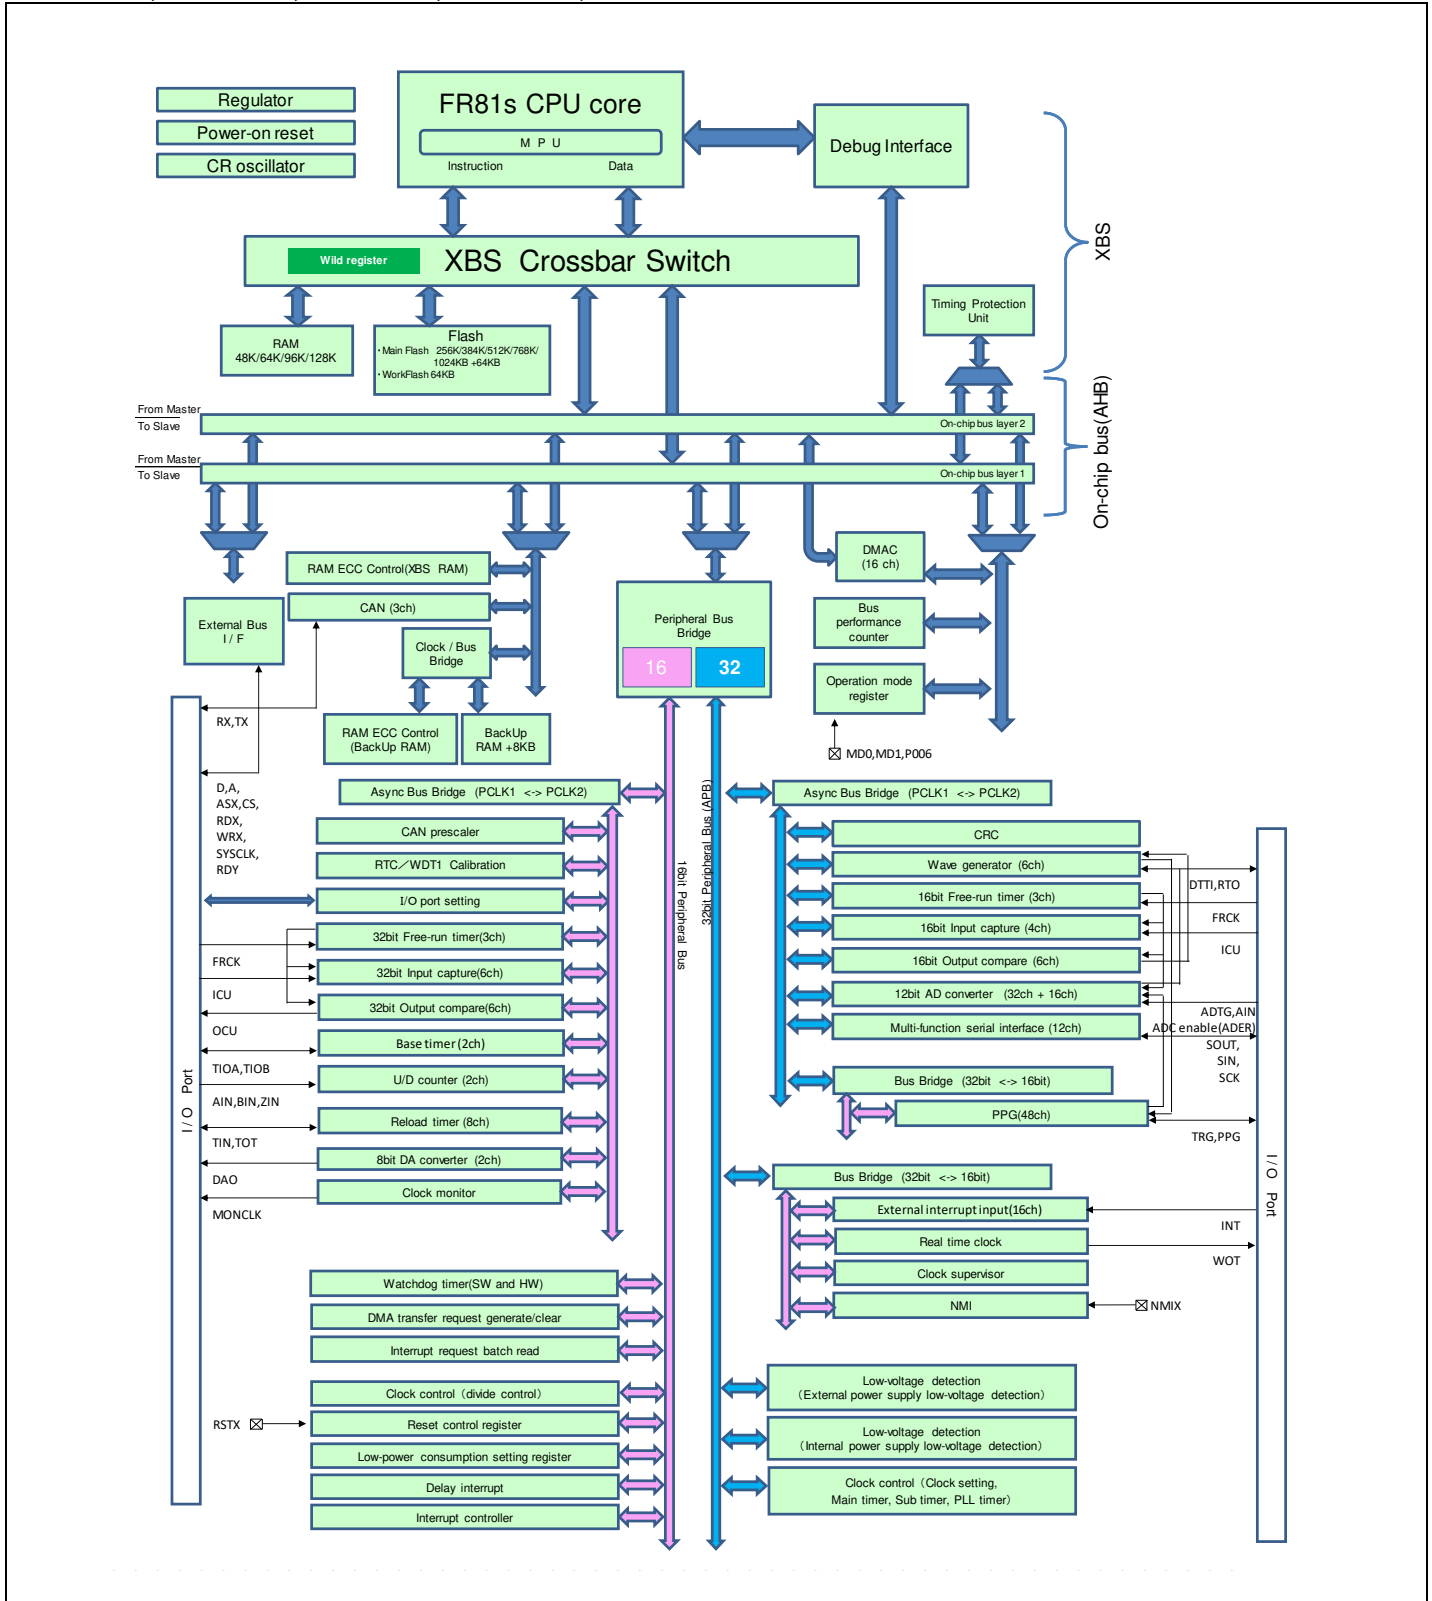 Regulator
Power-on reset
CR oscillator
FR81s CPU core
M P U
Instruction
Data
Debug Interface
XBS
Wild register
XBS Crossbar Switch
Timing Protection
Unit
RAM
48K/64K/96K/128K
Flash
・Main Flash 256K/384K/512K/768K/
1024KB +64KB
・WorkFlash 64KB
From Master
To Slave
On-chip bus layer 2
From Master
To Slave
On-chip bus layer 1
On-chip bus(AHB)
RAM ECC Control(XBS RAM)
CAN (3ch)
External Bus
I / F
Clock / Bus
Bridge
RAM ECC Control
(BackUp RAM)
BackUp
RAM +8KB
Peripheral Bus
Bridge
16
32
DMAC
(16 ch)
Bus
performance
counter
Operation mode
register
MD0,MD1,P006
RX,TX
D,A,
ASX,CS,
RDX,
WRX,
SYSCLK,
RDY
I / O Port
Async Bus Bridge (PCLK1 <-> PCLK2)
CAN prescaler
RTC／WDT1 Calibration
I/O port setting
32bit Free-run timer(3ch)
FRCK
32bit Input capture(6ch)
ICU
32bit Output compare(6ch)
OCU
Base timer (2ch)
TIOA,TIOB
U/D counter (2ch)
AIN,BIN,ZIN
Reload timer (8ch)
TIN,TOT
8bit DA converter (2ch)
DAO
Clock monitor
MONCLK
Watchdog timer(SW and HW)
DMA transfer request generate/clear
Interrupt request batch read
Clock control（divide control）
RSTX
Reset control register
Low-power consumption setting register
Delay interrupt
Interrupt controller
16bit Peripheral Bus
32bit Peripheral Bus (APB)
Async Bus Bridge (PCLK1 <-> PCLK2)
CRC
Wave generator (6ch)
DTTI,RTO
16bit Free-run timer (3ch)
FRCK
16bit Input capture (4ch)
ICU
16bit Output compare (6ch)
12bit AD converter (32ch + 16ch)
ADTG,AIN
ADC enable(ADER)
Multi-function serial interface (12ch)
SOUT,
SIN,
SCK
Bus Bridge (32bit <-> 16bit)
PPG(48ch)
TRG,PPG
Bus Bridge (32bit <-> 16bit)
External interrupt input(16ch)
INT
Real time clock
WOT
Clock supervisor
NMI
NMIX
I / O Port
Low-voltage detection
（External power supply low-voltage detection）
Low-voltage detection
（Internal power supply low-voltage detection）
Clock control（Clock setting,
Main timer, Sub timer, PLL timer）